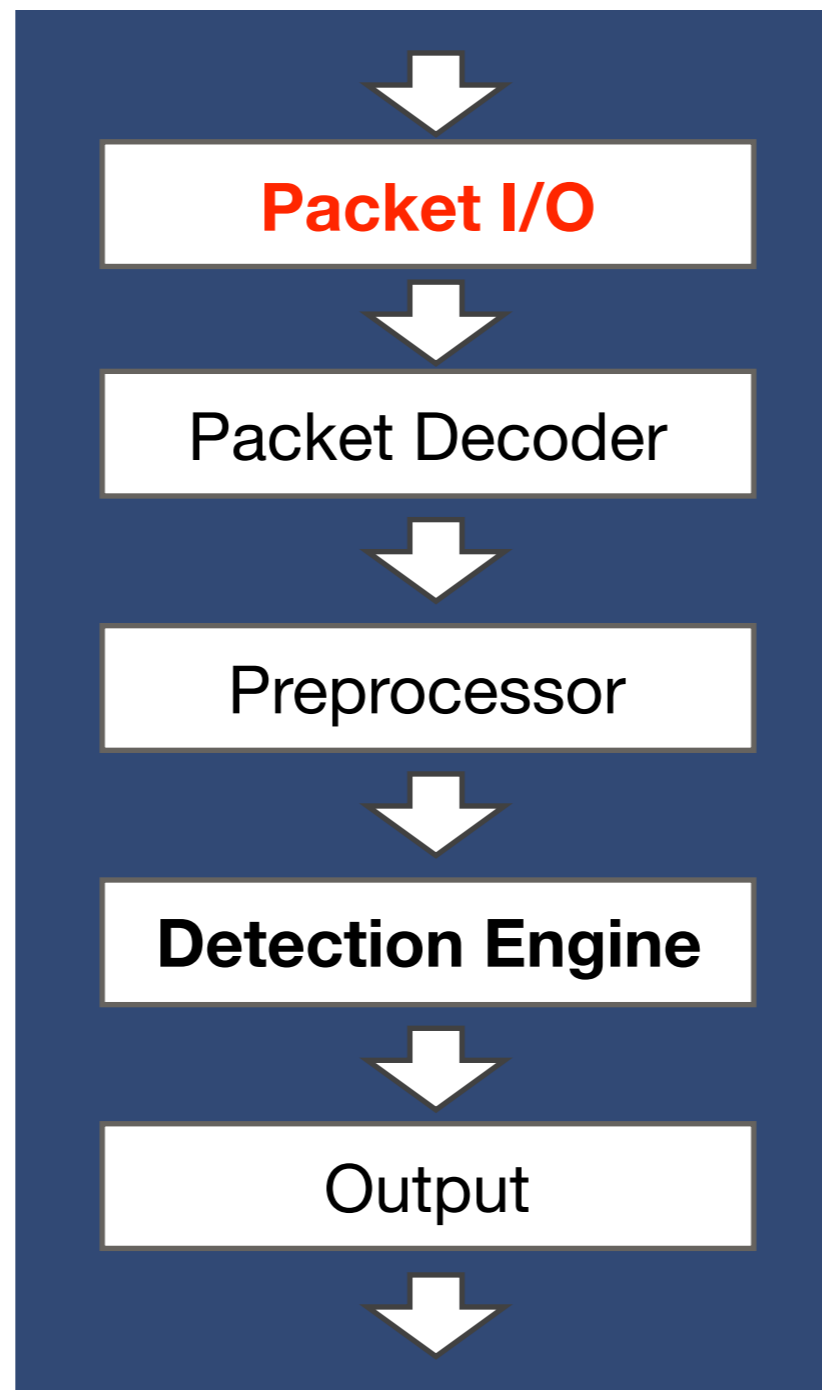 Packet I/O
Packet Decoder
Preprocessor
Detection Engine
Output